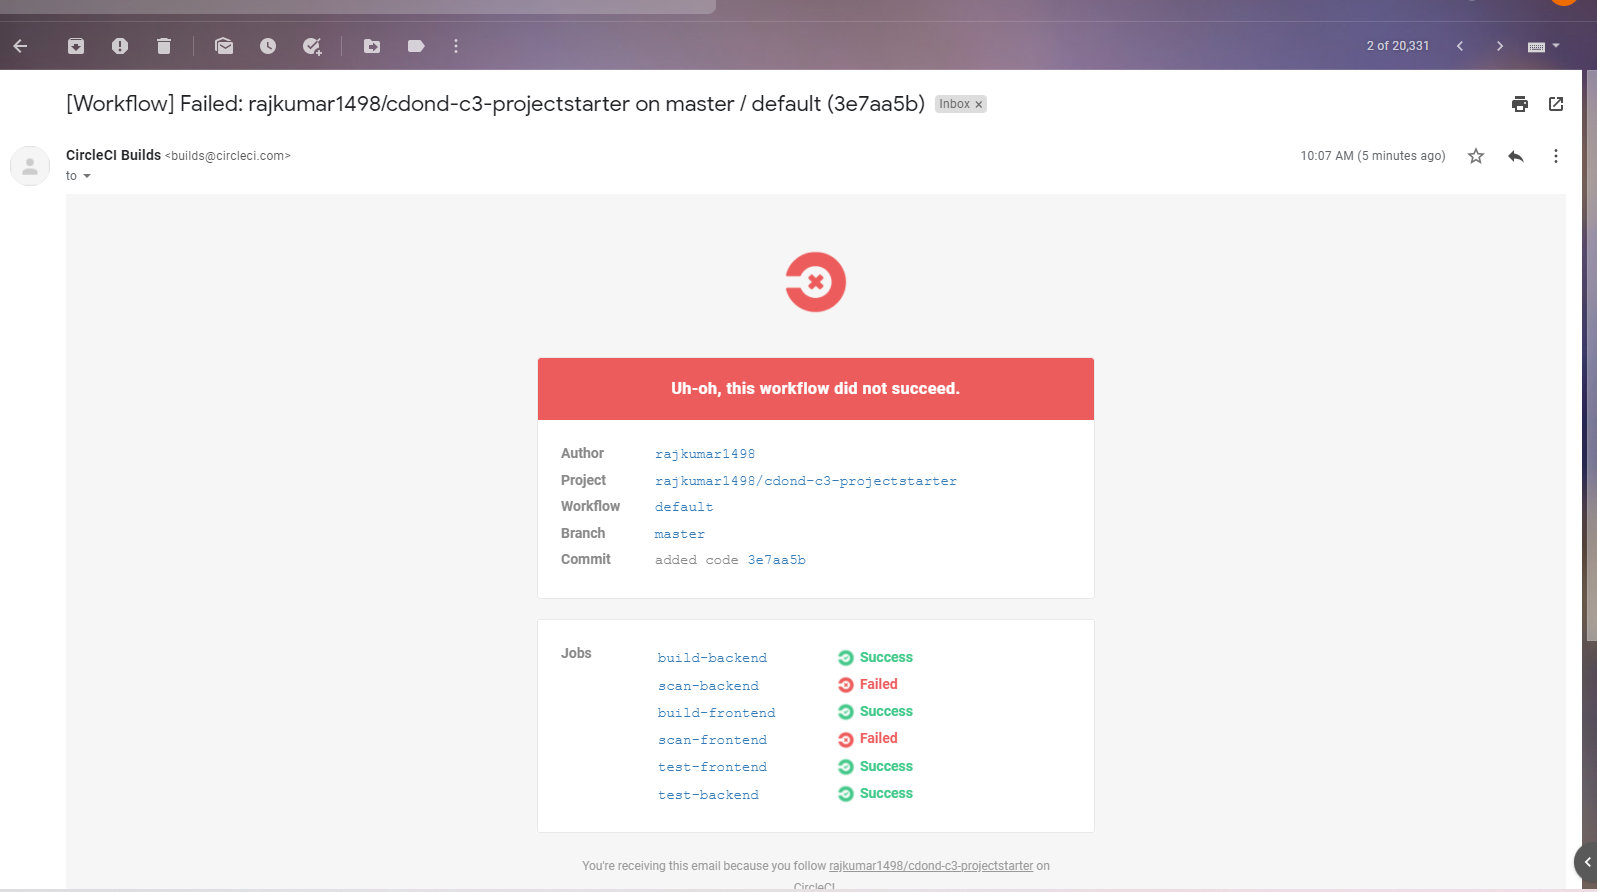 2 of 20,331
[Workflow] Failed: rajkumar1498/cdond-c3-projectstarter on master / default (3e7aa5b) Inbox ×
CircleCI Builds <builds@circleci.com> 10:07 AM (5 minutes ago)
to
Uh-oh, this workflow did not succeed.
Author rajkumar1498
Project rajkumar1498/cdond-c3-projectstarter
Workflow default
Branch master
Commit added code 3e7aa5b
Jobs build-backend Success
scan-backend Failed
build-frontend Success
scan-frontend Failed
test-frontend Success
test-backend Success
You're receiving this email because you follow rajkumar1498/cdond-c3-projectstarter on
CircleCI